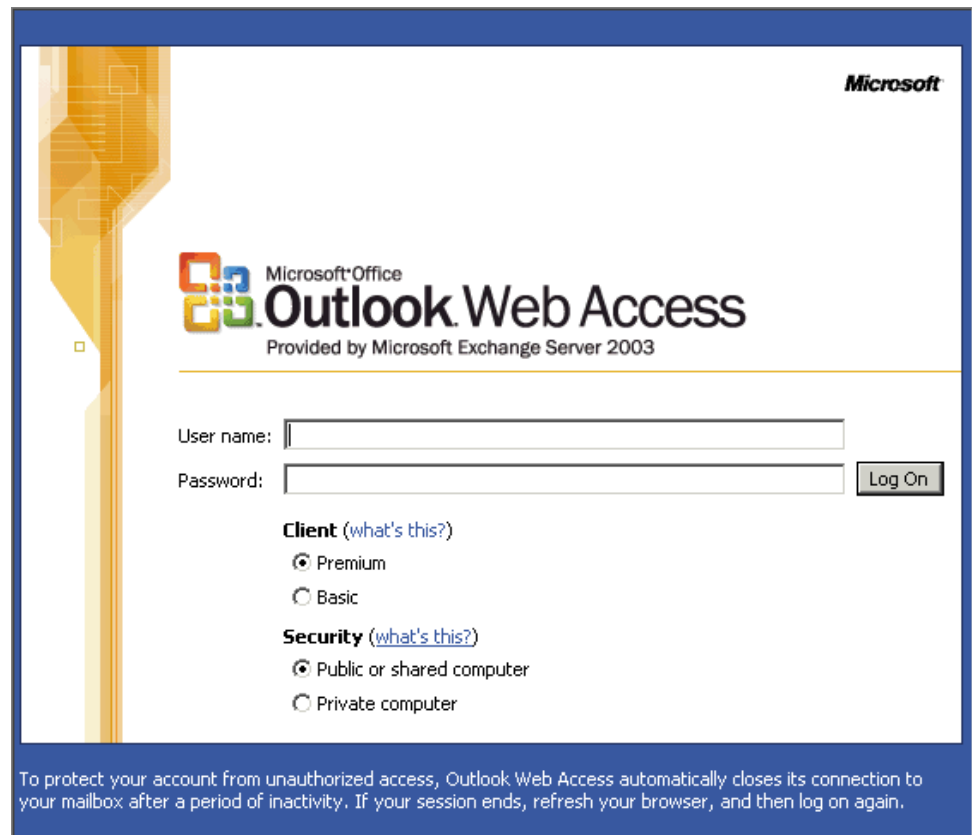 Microsoft
Microsoft Office
Outlook Web Access
Provided by Microsoft Exchange Server 2003
User name:
Password:
Log On
Client (what's this?)
Premium
Basic
Security (what's this?)
Public or shared computer
Private computer
To protect your account from unauthorized access, Outlook Web Access automatically closes its connection to
your mailbox after a period of inactivity. If your session ends, refresh your browser, and then log on again.